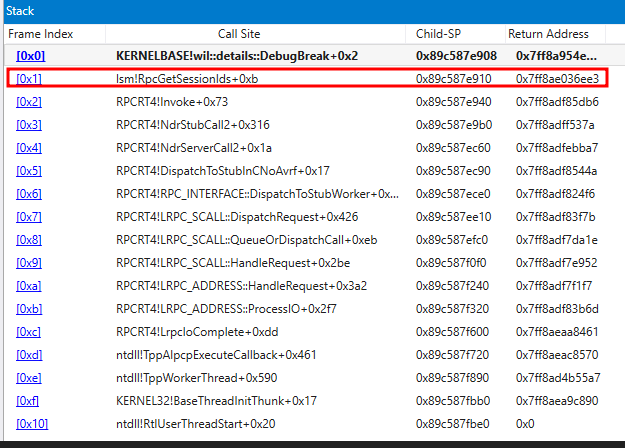 Stack
Frame Index Call Site Child-SP Return Address
[0x0] KERNELBASE!wil::details::DebugBreak+0x2 0x89c587e908 0x7ff8a954e...
[0x1] lsm!RpcGetSessionIds+0xb 0x89c587e910 0x7ff8ae036ee3
[0x2] RPCRT4!Invoke+0x73 0x89c587e940 0x7ff8adf85db6
[0x3] RPCRT4!NdrStubCall2+0x316 0x89c587e9b0 0x7ff8adff537a
[0x4] RPCRT4!NdrServerCall2+0x1a 0x89c587ec60 0x7ff8adfebba7
[0x5] RPCRT4!DispatchToStubInCNoAvrf+0x17 0x89c587ec90 0x7ff8adf8544a
[0x6] RPCRT4!RPC_INTERFACE::DispatchToStubWorker+0x... 0x89c587ece0 0x7ff8adf824f6
[0x7] RPCRT4!LRPC_SCALL::DispatchRequest+0x426 0x89c587ee10 0x7ff8adf83f7b
[0x8] RPCRT4!LRPC_SCALL::QueueOrDispatchCall+0xeb 0x89c587efc0 0x7ff8adf7da1e
[0x9] RPCRT4!LRPC_SCALL::HandleRequest+0x2be 0x89c587f0f0 0x7ff8adf7e952
[0xa] RPCRT4!LRPC_ADDRESS::HandleRequest+0x3a2 0x89c587f240 0x7ff8adf7f1f7
[0xb] RPCRT4!LRPC_ADDRESS::ProcessIO+0x2f7 0x89c587f320 0x7ff8adf83b6d
[0xc] RPCRT4!LrpcIoComplete+0xdd 0x89c587f600 0x7ff8aeaa8461
[0xd] ntdll!TppAlpcpExecuteCallback+0x461 0x89c587f720 0x7ff8aeac8570
[0xe] ntdll!TppWorkerThread+0x590 0x89c587f890 0x7ff8ad4b55a7
[0xf] KERNEL32!BaseThreadInitThunk+0x17 0x89c587fbb0 0x7ff8aea9c890
[0x10] ntdll!RtlUserThreadStart+0x20 0x89c587fbe0 0x0